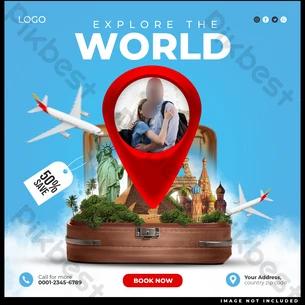 LOGO
EXPLORE THE
WORLD
50%
SAVE
Call for more
0001-2345-6789
BOOK NOW
Your Address,
country zip code
IMAGE NOT INCLUDED
Pikbest